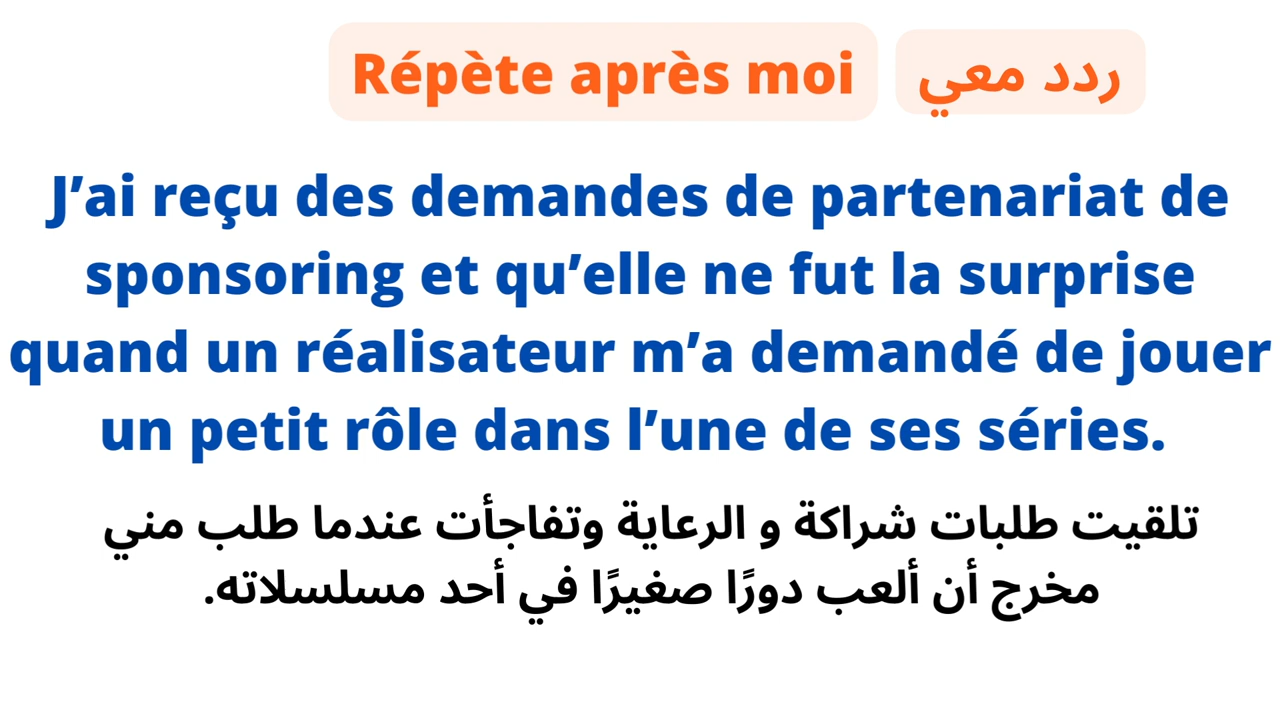 Répète après moi ردد معي
J’ai reçu des demandes de partenariat de
sponsoring et qu’elle ne fut la surprise
quand un réalisateur m’a demandé de jouer
un petit rôle dans l’une de ses séries.
تلقيت طلبات شراكة و الرعاية وتفاجأت عندما طلب مني
مخرج أن ألعب دورًا صغيرًا في أحد مسلسلاته.